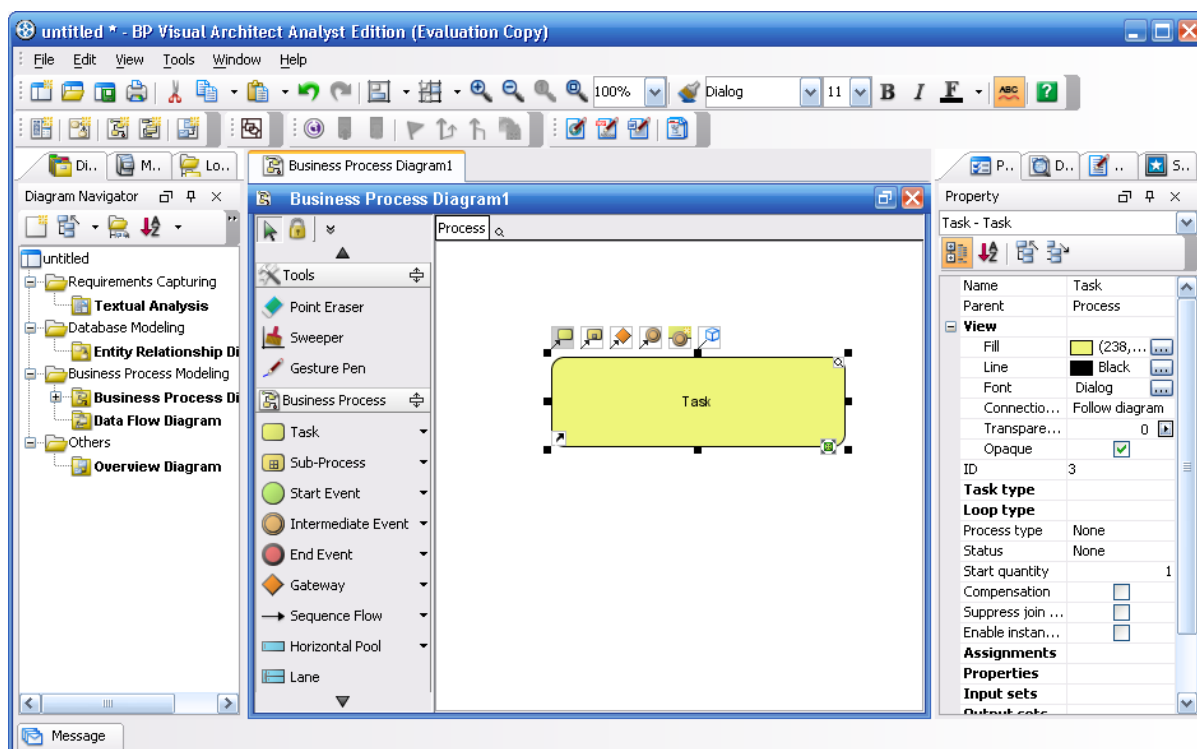 untitled * - BP Visual Architect Analyst Edition (Evaluation Copy)
File Edit View Tools Window Help
100% Dialog 11 B I F ABC ?
Di.. M.. Lo.. Business Process Diagram1 P.. D.. .. S..
Diagram Navigator Business Process Diagram1 Property
Process Task - Task
untitled
Requirements Capturing
Textual Analysis
Database Modeling
Entity Relationship Di
Business Process Modeling
Business Process Di
Data Flow Diagram
Others
Overview Diagram
Tools
Point Eraser
Sweeper
Gesture Pen
Business Process
Task
Sub-Process
Start Event
Intermediate Event
End Event
Gateway
Sequence Flow
Horizontal Pool
Lane
Task
Name Task
Parent Process
View
Fill (238,...
Line Black
Font Dialog
Connectio... Follow diagram
Transpare... 0
Opaque
ID 3
Task type
Loop type
Process type None
Status None
Start quantity 1
Compensation
Suppress join ...
Enable instan...
Assignments
Properties
Input sets
Output sets
Message